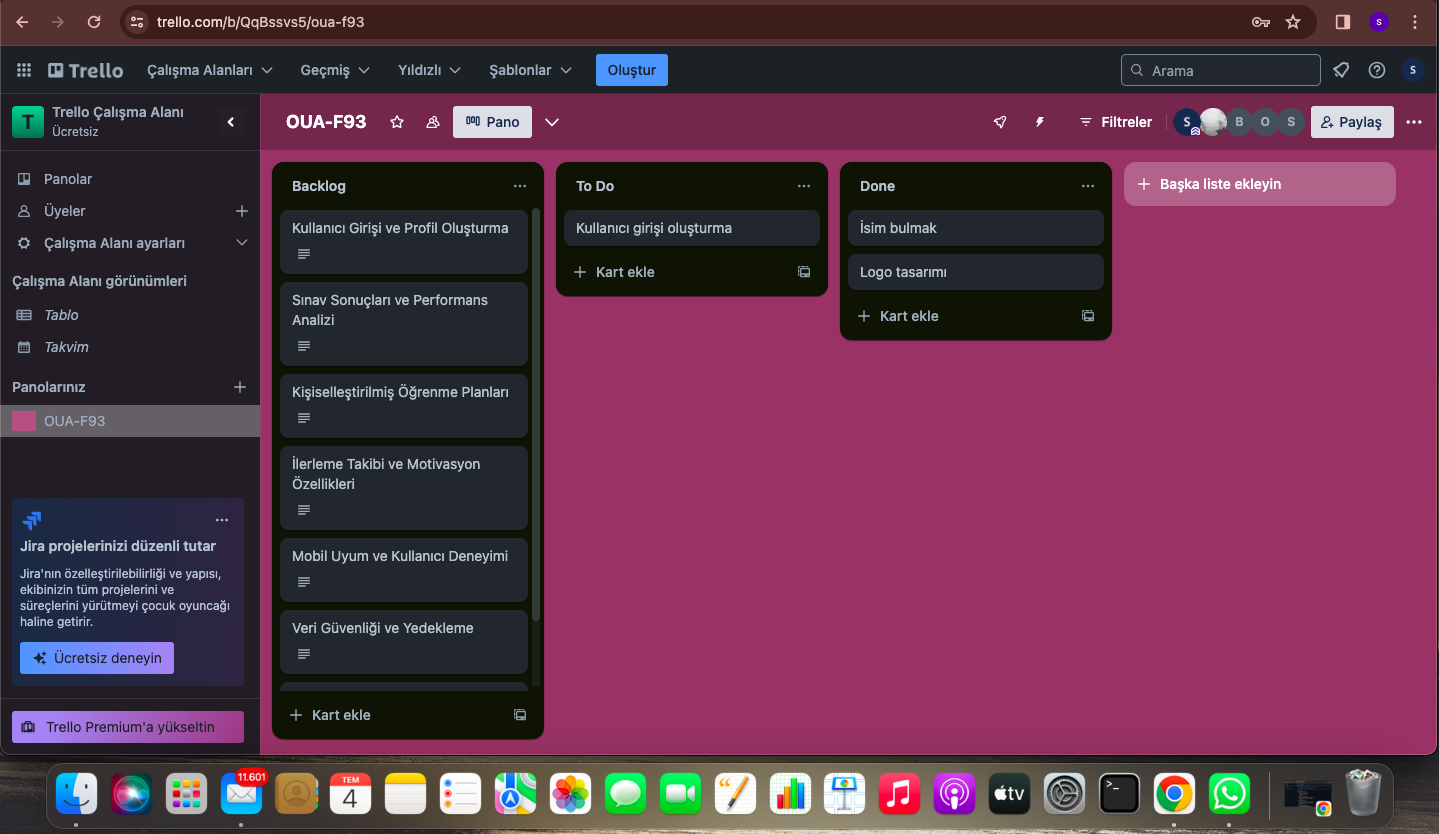 trello.com/b/QqBssvs5/oua-f93
S
Trello
Çalışma Alanları
Geçmiş
Yıldızlı
Şablonlar
Oluştur
Arama
S
T
Trello Çalışma Alanı
Ücretsiz
OUA-F93
Pano
Filtreler
S
B
O
S
Paylaş
Panolar
Üyeler
Çalışma Alanı ayarları
Çalışma Alanı görünümleri
Tablo
Takvim
Panolarınız
OUA-F93
Jira projelerinizi düzenli tutar
Jira'nın özelleştirilebilirliği ve yapısı,
ekibinizin tüm projelerini ve
süreçlerini yürütmeyi çocuk oyuncağı
haline getirir.
Ücretsiz deneyin
Trello Premium'a yükseltin
Backlog
Kullanıcı Girişi ve Profil Oluşturma
Sınav Sonuçları ve Performans
Analizi
Kişiselleştirilmiş Öğrenme Planları
İlerleme Takibi ve Motivasyon
Özellikleri
Mobil Uyum ve Kullanıcı Deneyimi
Veri Güvenliği ve Yedekleme
Kart ekle
To Do
Kullanıcı girişi oluşturma
Kart ekle
Done
İsim bulmak
Logo tasarımı
Kart ekle
Başka liste ekleyin
11.601
TEM
4
tv